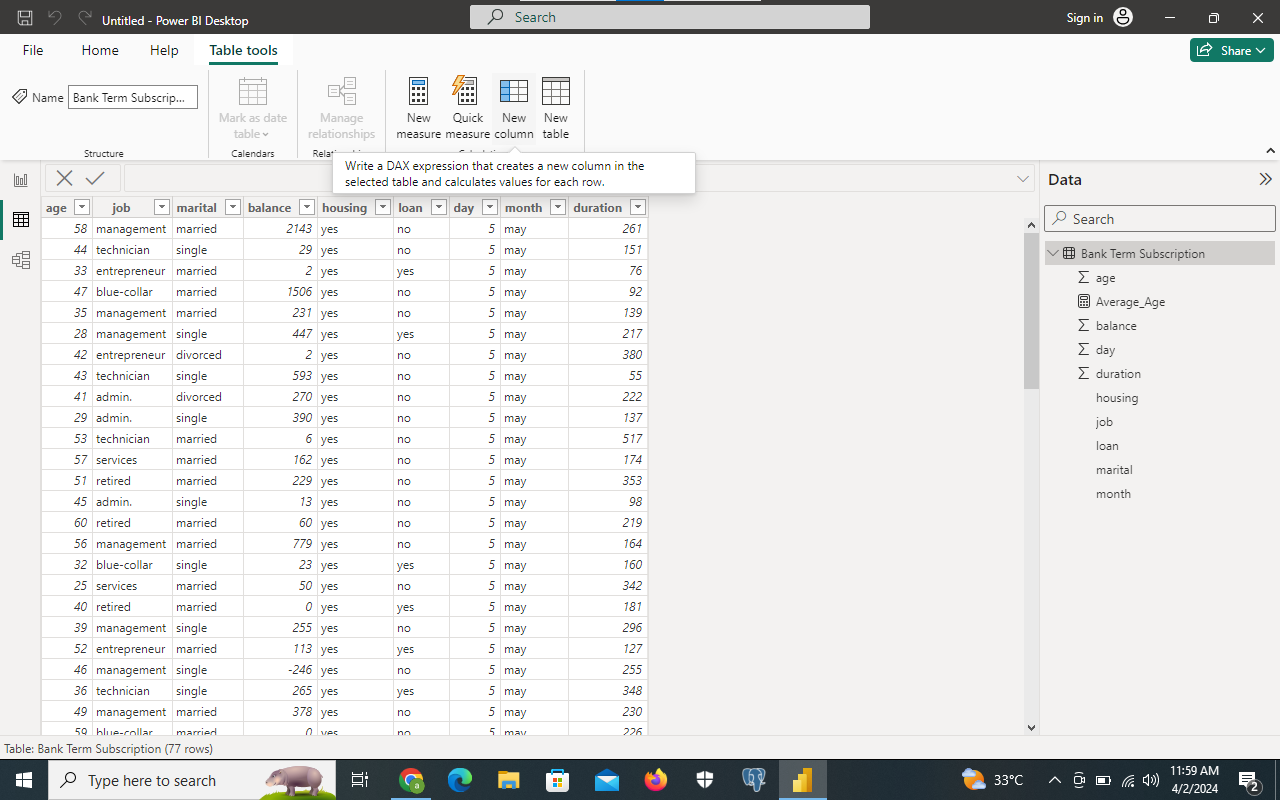 Untitled - Power BI Desktop
Search
Sign in
File Home Help Table tools
Share
Name Bank Term Subscrip...
Mark as date table
Manage relationships
New measure
Quick measure
New column
New table
Structure
Calendars
Write a DAX expression that creates a new column in the
selected table and calculates values for each row.
age job marital balance housing loan day month duration
58 management married 2143 yes no 5 may 261
44 technician single 29 yes no 5 may 151
33 entrepreneur married 2 yes yes 5 may 76
47 blue-collar married 1506 yes no 5 may 92
35 management married 231 yes no 5 may 139
28 management single 447 yes yes 5 may 217
42 entrepreneur divorced 2 yes no 5 may 380
43 technician single 593 yes no 5 may 55
41 admin. divorced 270 yes no 5 may 222
29 admin. single 390 yes no 5 may 137
53 technician married 6 yes no 5 may 517
57 services married 162 yes no 5 may 174
51 retired married 229 yes no 5 may 353
45 admin. single 13 yes no 5 may 98
60 retired married 60 yes no 5 may 219
56 management married 779 yes no 5 may 164
32 blue-collar single 23 yes yes 5 may 160
25 services married 50 yes no 5 may 342
40 retired married 0 yes yes 5 may 181
39 management single 255 yes no 5 may 296
52 entrepreneur married 113 yes yes 5 may 127
46 management single -246 yes no 5 may 255
36 technician single 265 yes yes 5 may 348
49 management married 378 yes no 5 may 230
59 blue-collar married 0 yes no 5 may 226
Data
Search
Bank Term Subscription
age
Average_Age
balance
day
duration
housing
job
loan
marital
month
Table: Bank Term Subscription (77 rows)
Type here to search
33°C
11:59 AM
4/2/2024
2